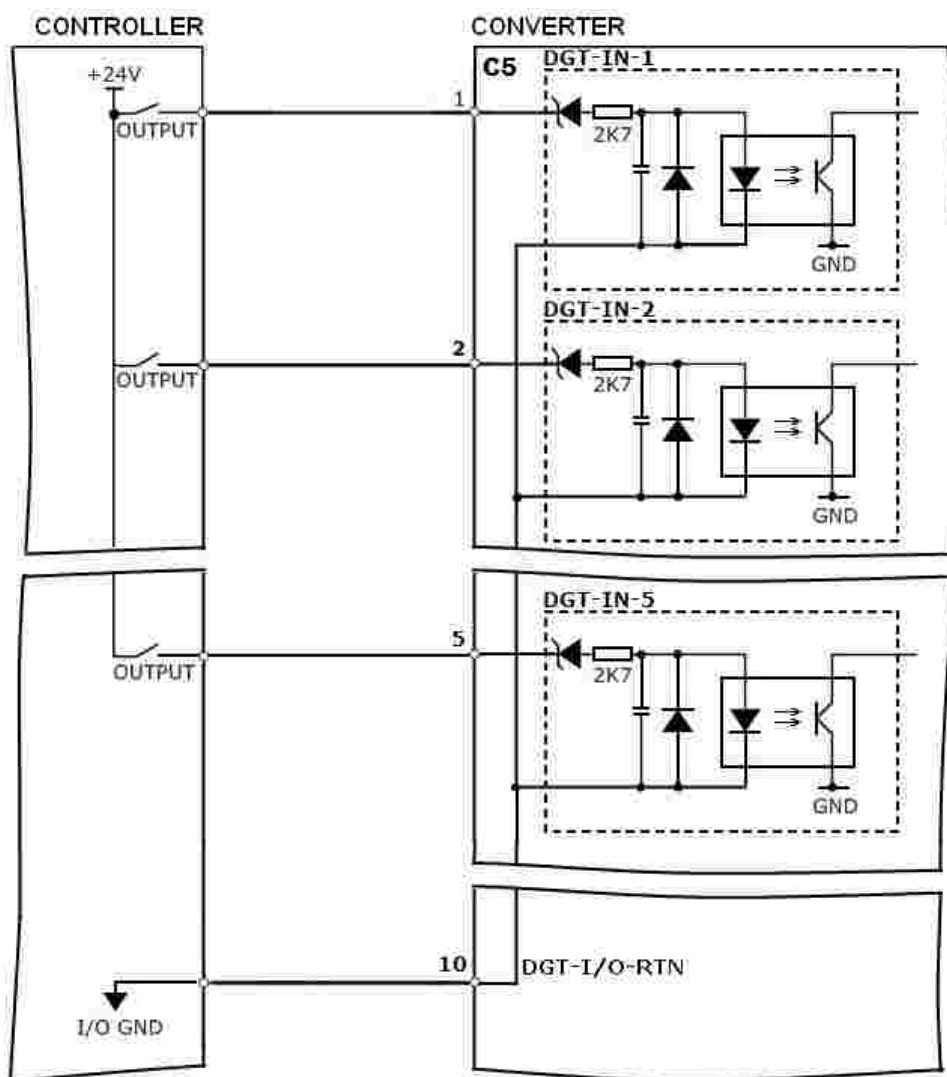 CONTROLLER
CONVERTER
+24V
C5
DGT-IN-1
1
OUTPUT
2K7
GND
DGT-IN-2
2
OUTPUT
2K7
GND
DGT-IN-5
5
OUTPUT
2K7
GND
10
DGT-I/O-RTN
I/O GND